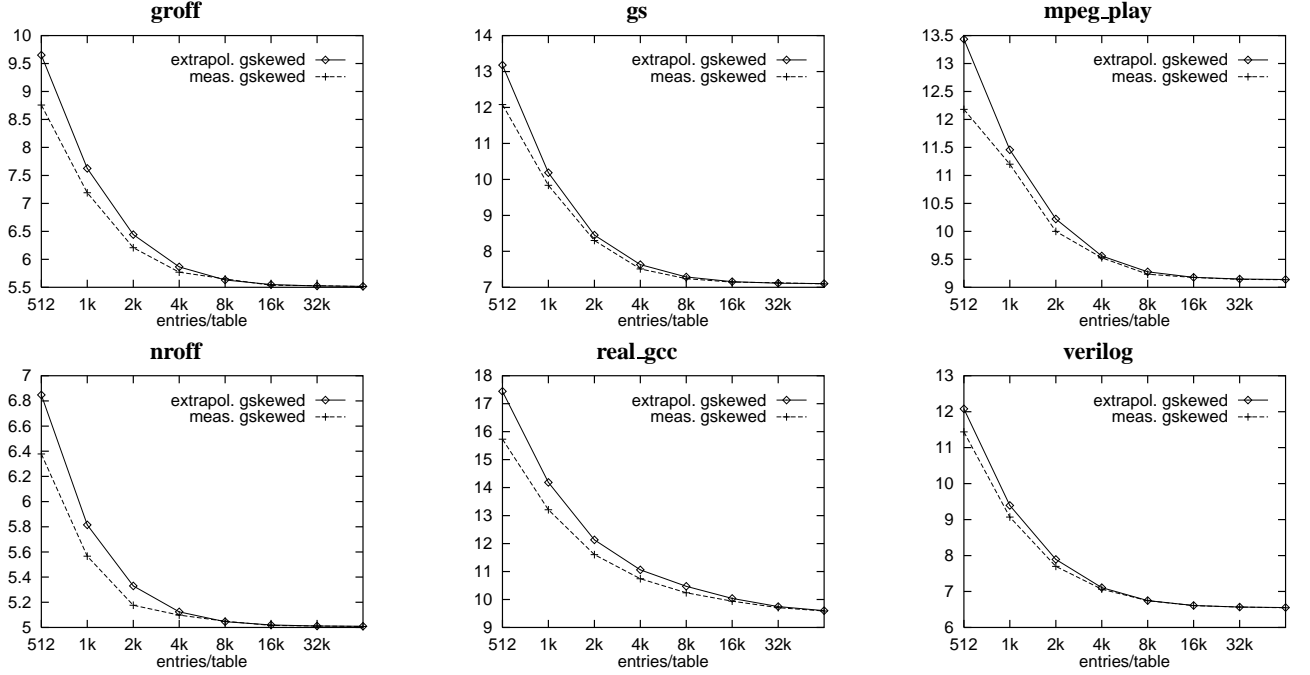 groff
10
9.5
9
8.5
8
7.5
7
6.5
6
5.5
extrapol. gskewed
meas. gskewed
512 1k 2k 4k 8k 16k 32k
entries/table
gs
14
13
12
11
10
9
8
7
extrapol. gskewed
meas. gskewed
512 1k 2k 4k 8k 16k 32k
entries/table
mpeg_play
13.5
13
12.5
12
11.5
11
10.5
10
9.5
9
extrapol. gskewed
meas. gskewed
512 1k 2k 4k 8k 16k 32k
entries/table
nroff
7
6.8
6.6
6.4
6.2
6
5.8
5.6
5.4
5.2
5
extrapol. gskewed
meas. gskewed
512 1k 2k 4k 8k 16k 32k
entries/table
real_gcc
18
17
16
15
14
13
12
11
10
9
extrapol. gskewed
meas. gskewed
512 1k 2k 4k 8k 16k 32k
entries/table
verilog
13
12
11
10
9
8
7
6
extrapol. gskewed
meas. gskewed
512 1k 2k 4k 8k 16k 32k
entries/table